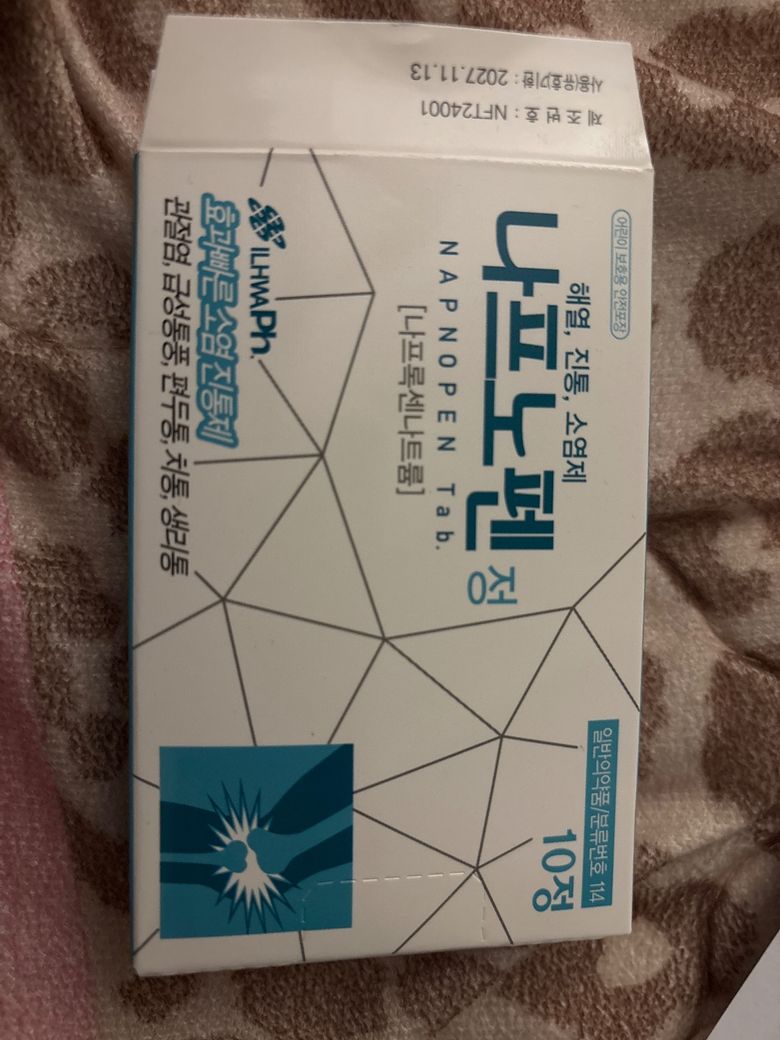 제 조 번 호 : NFT24001
사용(유효)기한 : 2027.11.13
어린이 보호용 안전포장
일반의약품/분류번호 114
해열, 진통, 소염제
10정
나프노펜 정
NAPNOPEN Tab.
[나프록센나트륨]
ILHWA Ph.
효과빠른 소염 진통제
관절염, 급성통풍, 편두통, 치통, 생리통